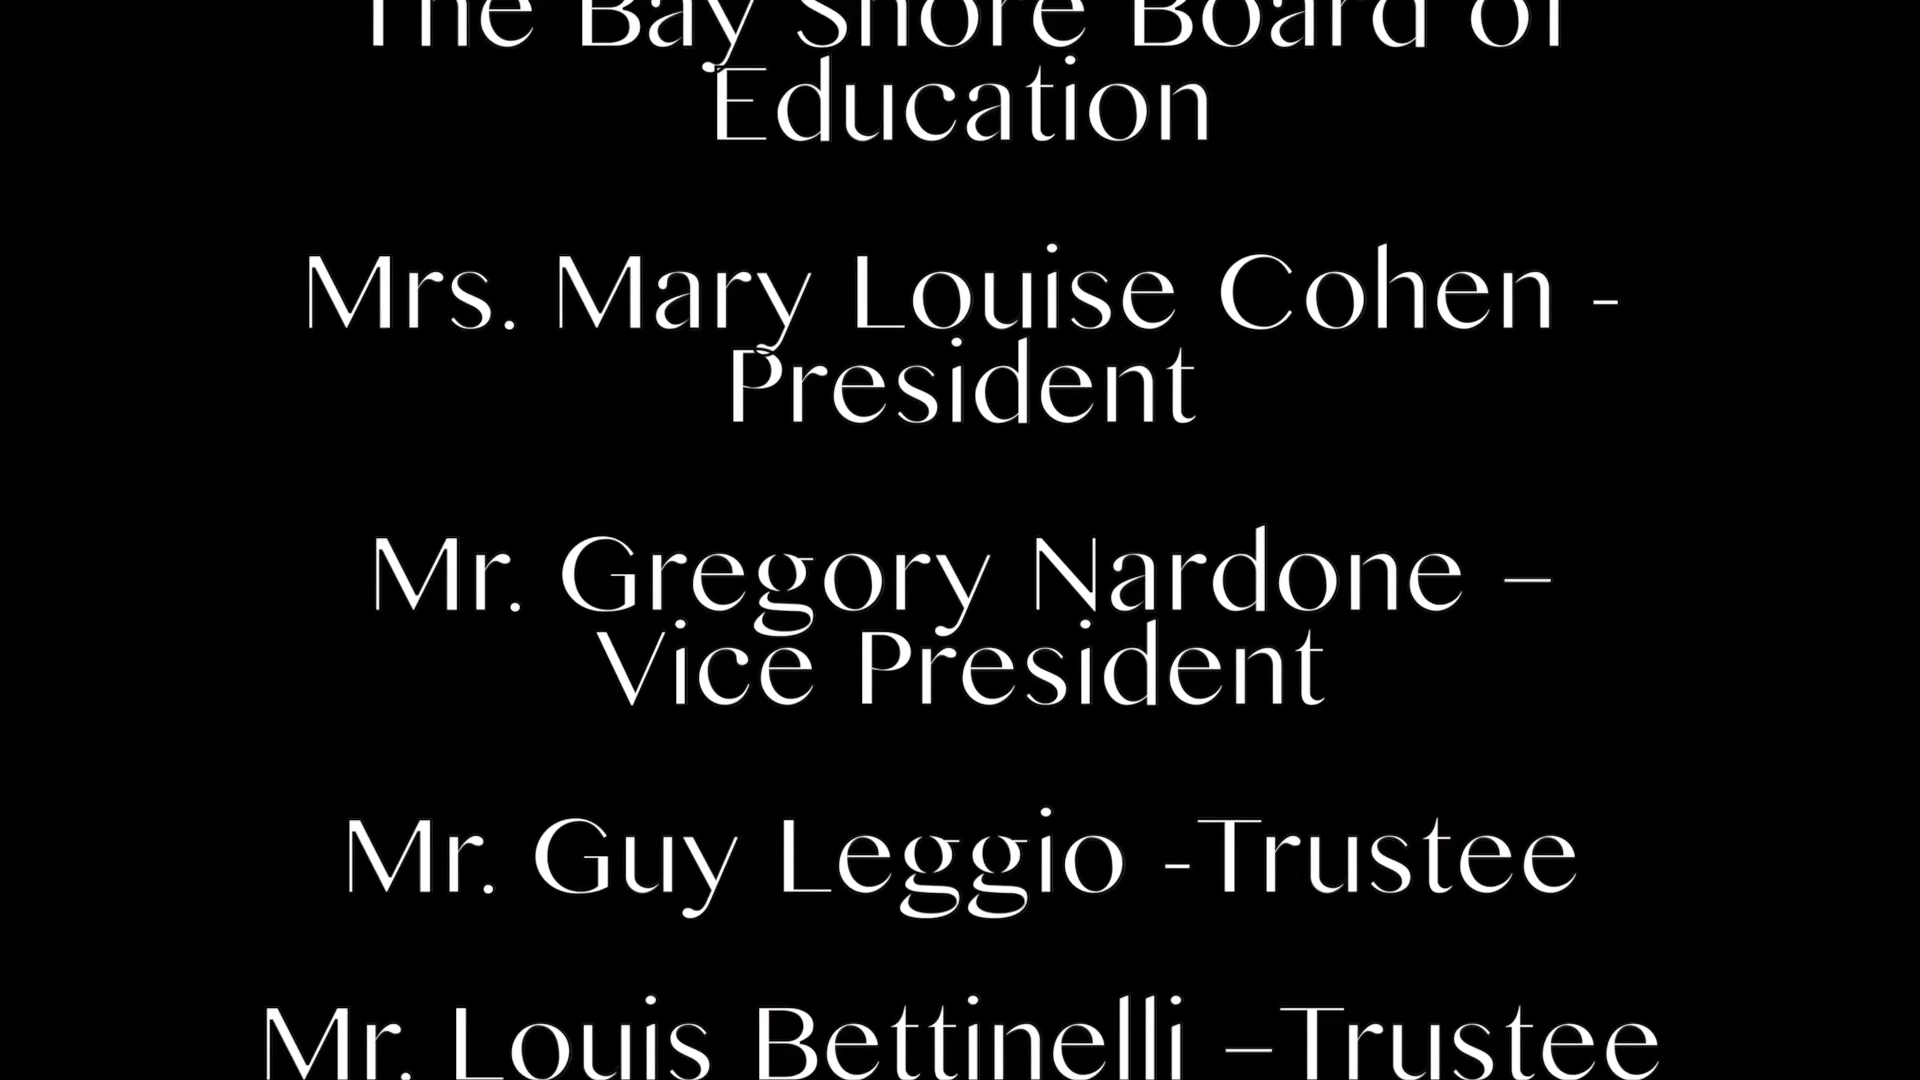 The Bay Shore Board of
Education
Mrs. Mary Louise Cohen -
President
Mr. Gregory Nardone –
Vice President
Mr. Guy Leggio -Trustee
Mr. Louis Bettinelli –Trustee